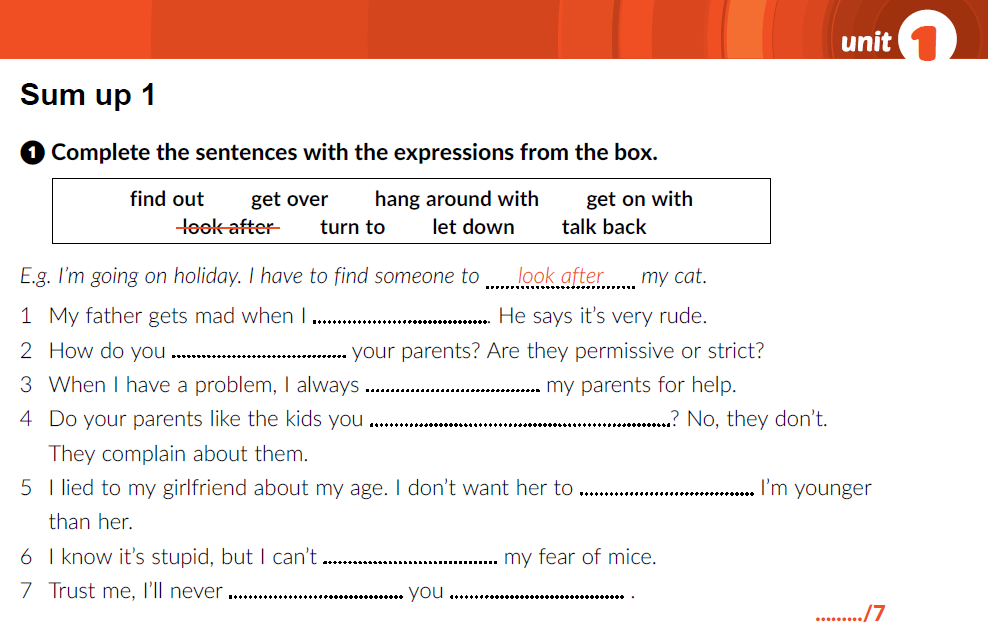 unit 1
Sum up 1
1 Complete the sentences with the expressions from the box.
find out get over hang around with get on with
look after turn to let down talk back
E.g. I'm going on holiday. I have to find someone to look after my cat.
1 My father gets mad when I ................................ . He says it's very rude.
2 How do you ................................ your parents? Are they permissive or strict?
3 When I have a problem, I always ................................ my parents for help.
4 Do your parents like the kids you ................................................? No, they don't.
They complain about them.
5 I lied to my girlfriend about my age. I don't want her to ................................ I'm younger
than her.
6 I know it's stupid, but I can't ................................ my fear of mice.
7 Trust me, I'll never ................................ you ................................ .
........./7